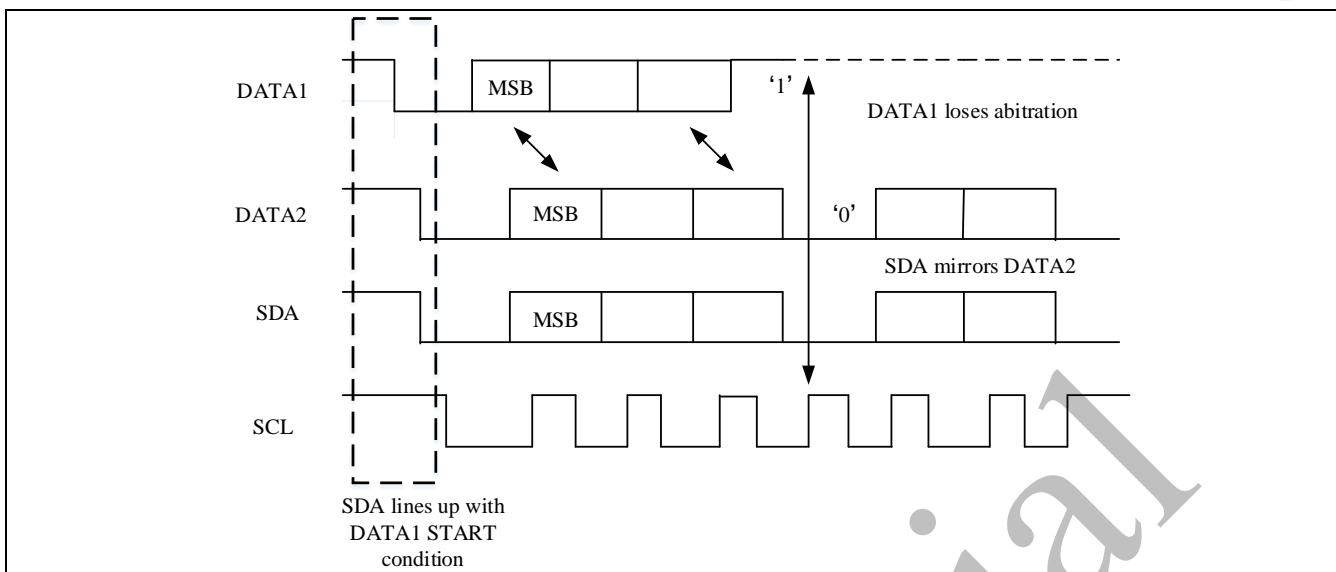 DATA1
MSB
‘1’
DATA1 loses abitration
DATA2
MSB
‘0’
SDA mirrors DATA2
SDA
MSB
SCL
SDA lines up with
DATA1 START
condition
ial